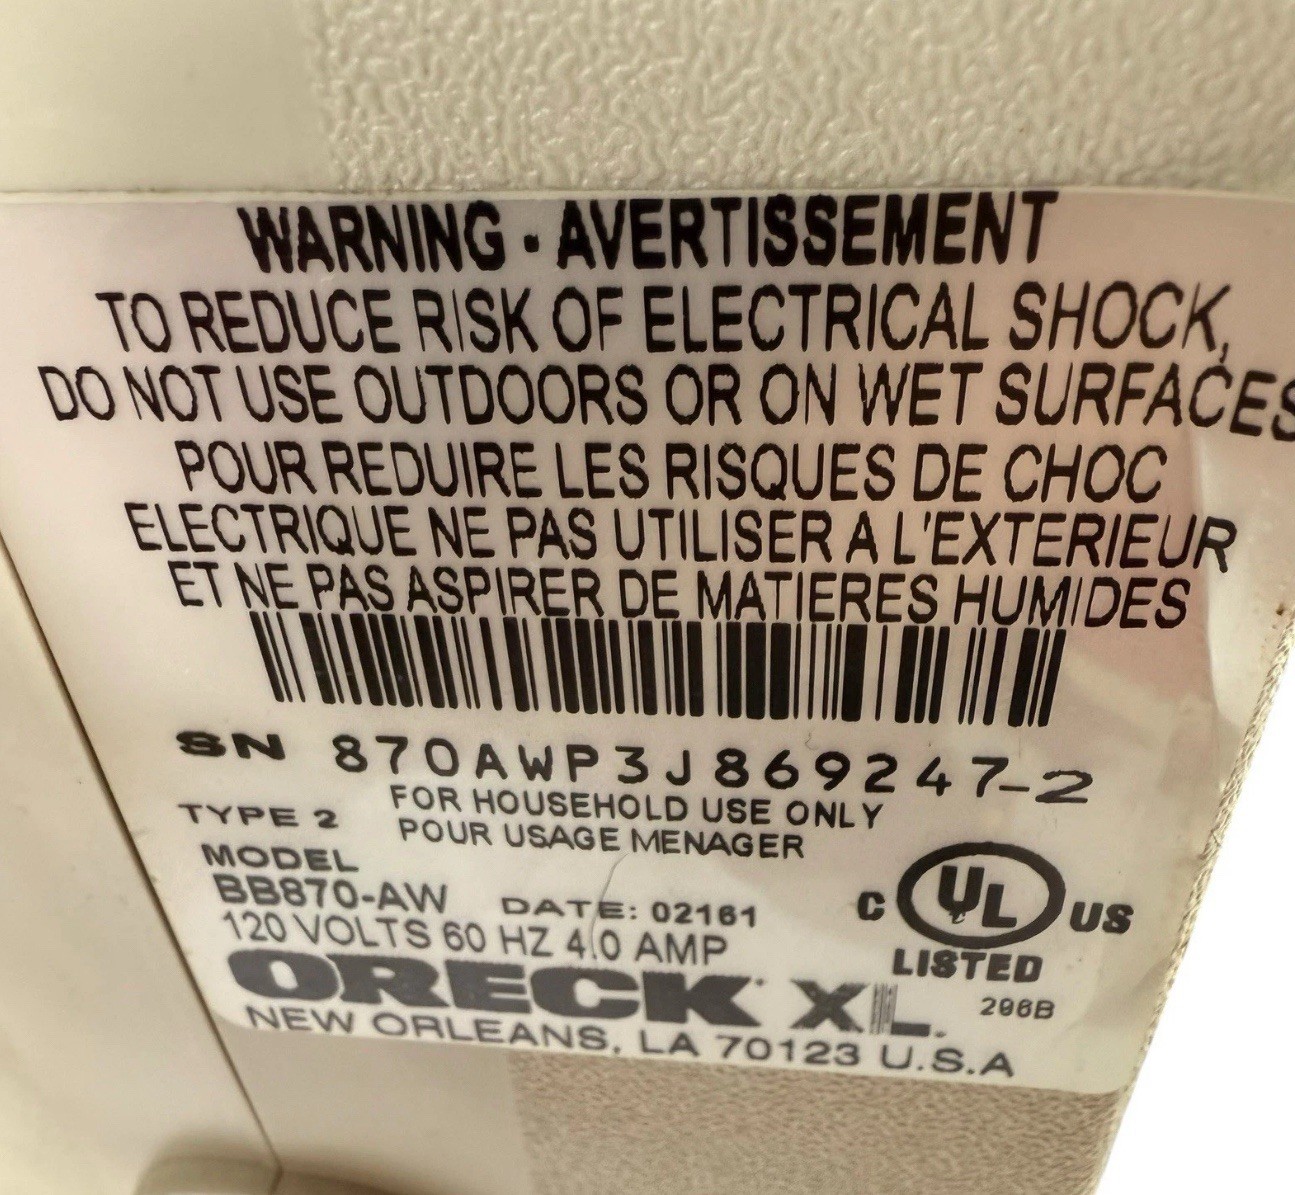 WARNING - AVERTISSEMENT
TO REDUCE RISK OF ELECTRICAL SHOCK,
DO NOT USE OUTDOORS OR ON WET SURFACES
POUR REDUIRE LES RISQUES DE CHOC
ELECTRIQUE NE PAS UTILISER A L'EXTERIEUR
ET NE PAS ASPIRER DE MATIERES HUMIDES
SN 870AWP3J869247-2
FOR HOUSEHOLD USE ONLY
TYPE 2 POUR USAGE MENAGER
MODEL
BB870-AW DATE: 02161
120 VOLTS 60 HZ 4.0 AMP
C UL US
LISTED
296B
ORECK XL.
NEW ORLEANS, LA 70123 U.S.A